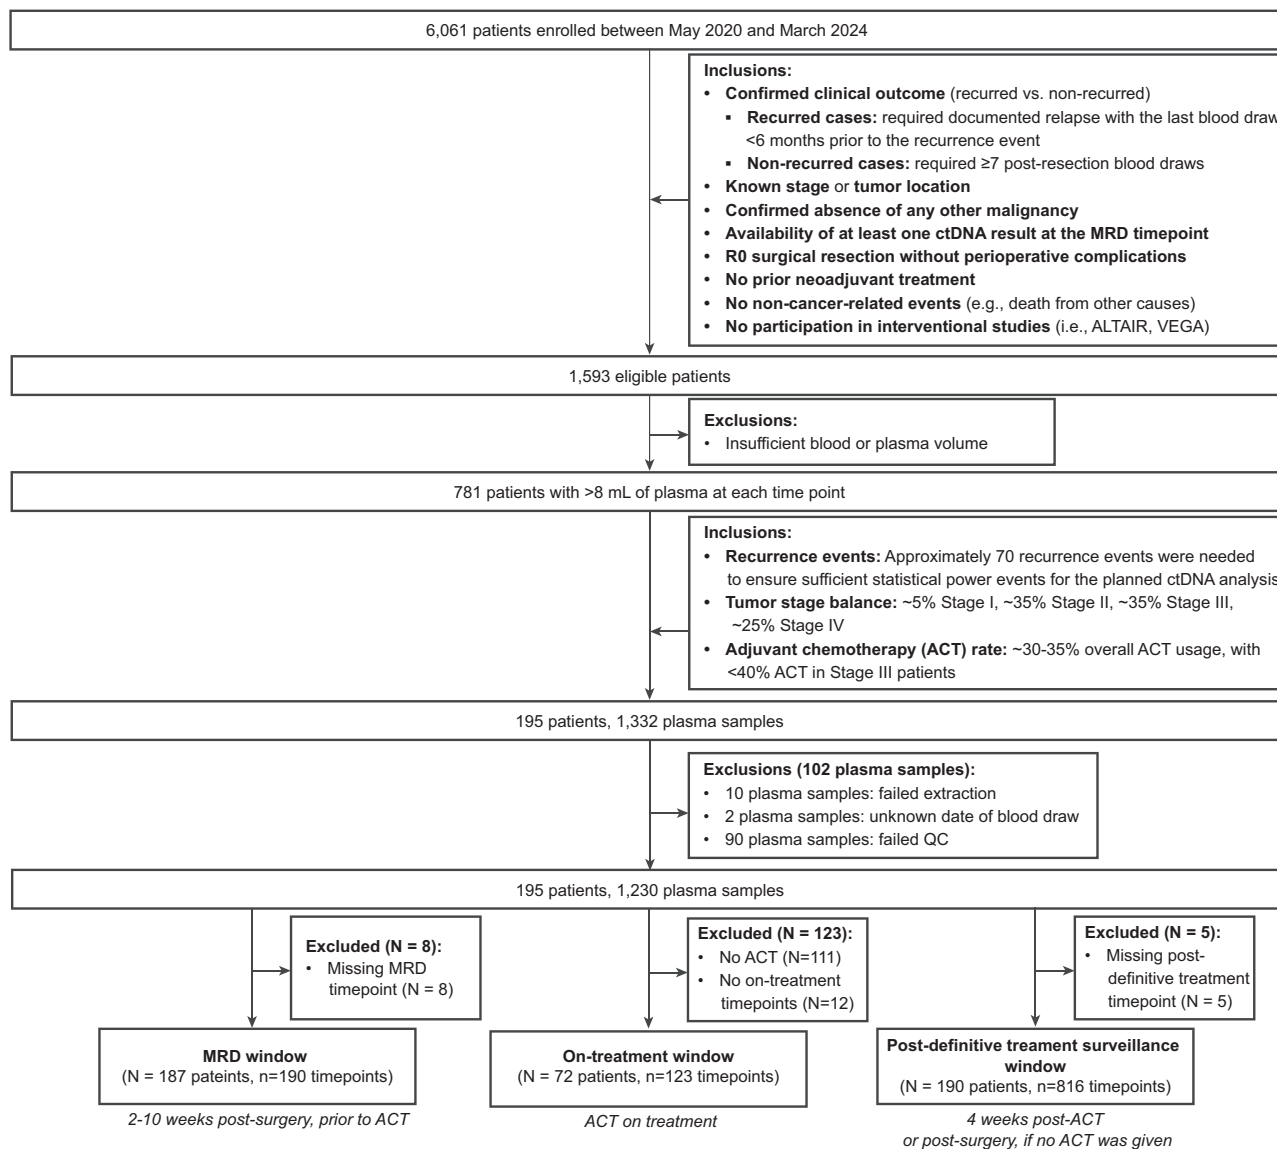 6,061 patients enrolled between May 2020 and March 2024
Inclusions:
• Confirmed clinical outcome (recurred vs. non-recurred)
▪ Recurred cases: required documented relapse with the last blood draw
<6 months prior to the recurrence event
▪ Non-recurred cases: required ≥7 post-resection blood draws
• Known stage or tumor location
• Confirmed absence of any other malignancy
• Availability of at least one ctDNA result at the MRD timepoint
• R0 surgical resection without perioperative complications
• No prior neoadjuvant treatment
• No non-cancer-related events (e.g., death from other causes)
• No participation in interventional studies (i.e., ALTAIR, VEGA)
1,593 eligible patients
Exclusions:
• Insufficient blood or plasma volume
781 patients with >8 mL of plasma at each time point
Inclusions:
• Recurrence events: Approximately 70 recurrence events were needed
to ensure sufficient statistical power events for the planned ctDNA analysis
• Tumor stage balance: ~5% Stage I, ~35% Stage II, ~35% Stage III,
~25% Stage IV
• Adjuvant chemotherapy (ACT) rate: ~30-35% overall ACT usage, with
<40% ACT in Stage III patients
195 patients, 1,332 plasma samples
Exclusions (102 plasma samples):
• 10 plasma samples: failed extraction
• 2 plasma samples: unknown date of blood draw
• 90 plasma samples: failed QC
195 patients, 1,230 plasma samples
Excluded (N = 8):
• Missing MRD
timepoint (N = 8)
Excluded (N = 123):
• No ACT (N=111)
• No on-treatment
timepoints (N=12)
Excluded (N = 5):
• Missing post-
definitive treatment
timepoint (N = 5)
MRD window
(N = 187 pateints, n=190 timepoints)
2-10 weeks post-surgery, prior to ACT
On-treatment window
(N = 72 patients, n=123 timepoints)
ACT on treatment
Post-definitive treament surveillance
window
(N = 190 patients, n=816 timepoints)
4 weeks post-ACT
or post-surgery, if no ACT was given